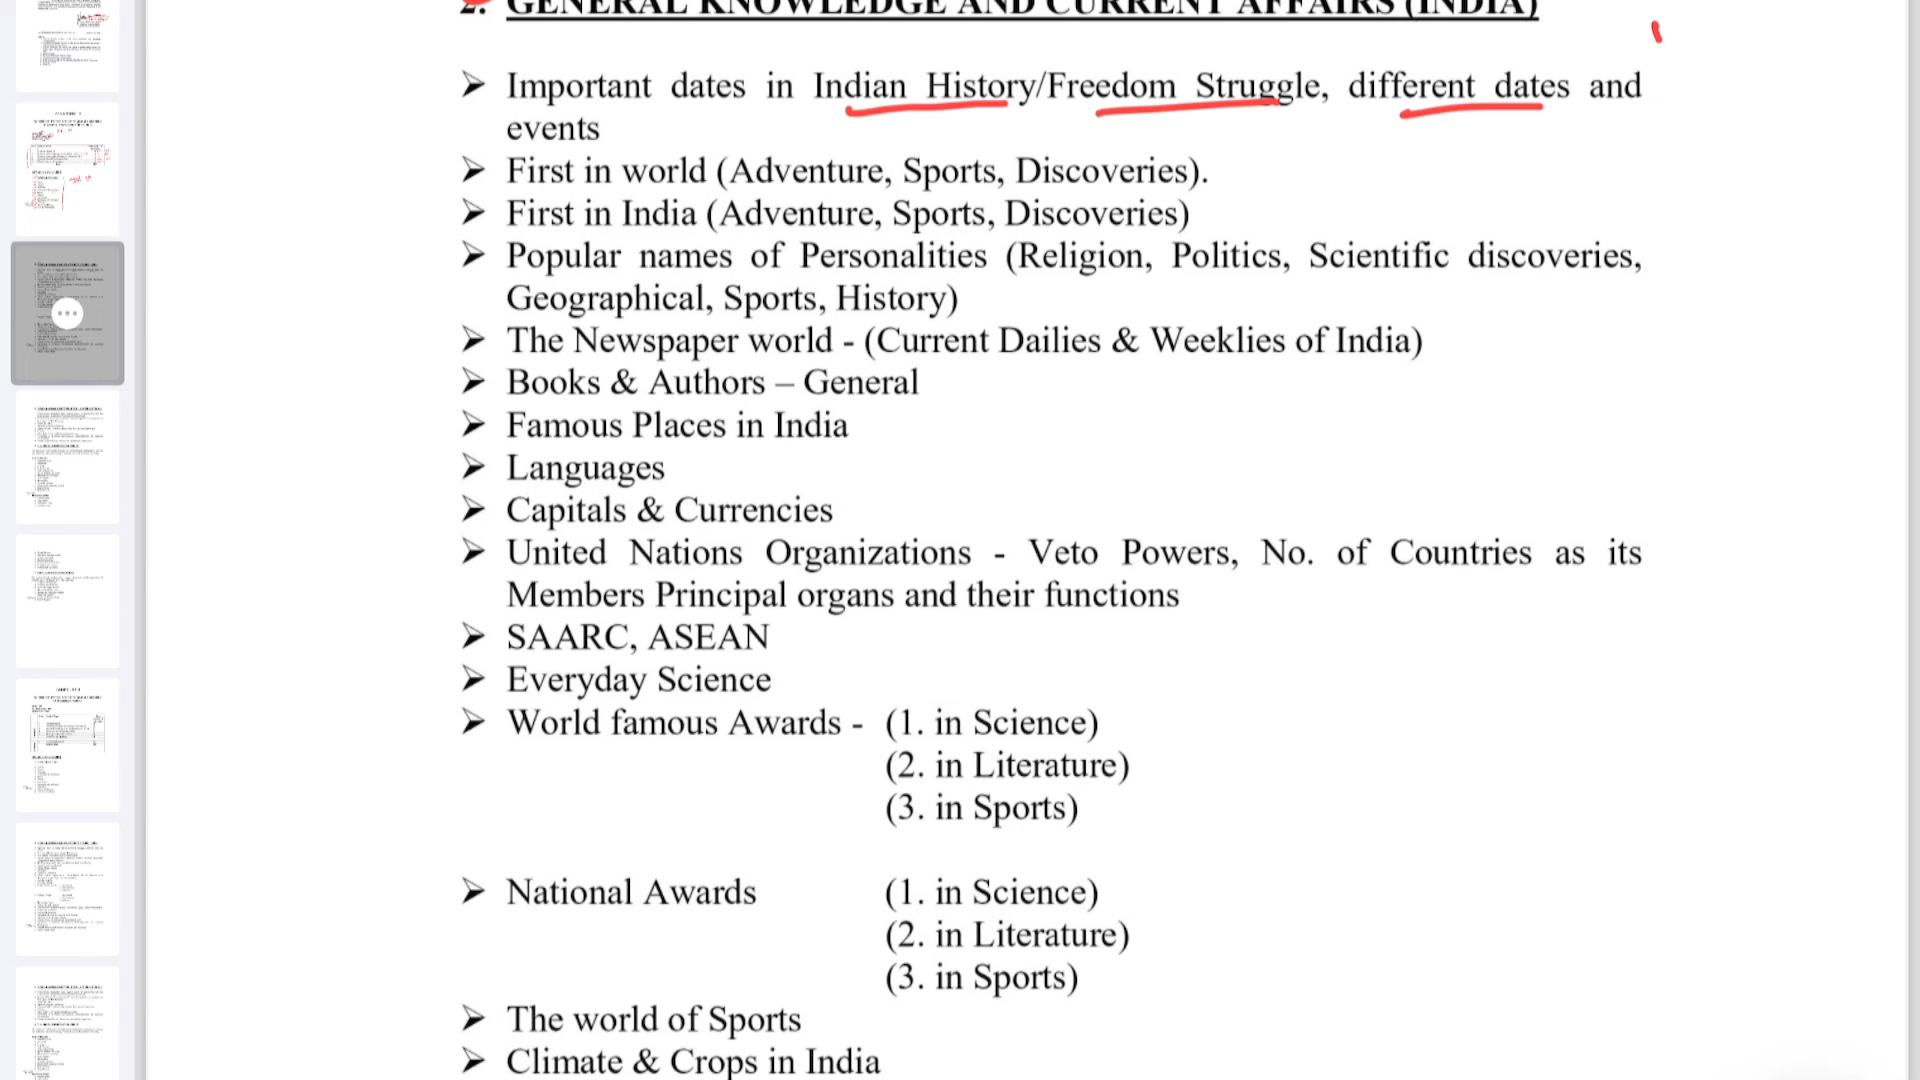 2. GENERAL KNOWLEDGE AND CURRENT AFFAIRS (INDIA)
➢ Important dates in Indian History/Freedom Struggle, different dates and
events
➢ First in world (Adventure, Sports, Discoveries).
➢ First in India (Adventure, Sports, Discoveries)
➢ Popular names of Personalities (Religion, Politics, Scientific discoveries,
Geographical, Sports, History)
➢ The Newspaper world - (Current Dailies & Weeklies of India)
➢ Books & Authors – General
➢ Famous Places in India
➢ Languages
➢ Capitals & Currencies
➢ United Nations Organizations - Veto Powers, No. of Countries as its
Members Principal organs and their functions
➢ SAARC, ASEAN
➢ Everyday Science
➢ World famous Awards - (1. in Science)
(2. in Literature)
(3. in Sports)
➢ National Awards (1. in Science)
(2. in Literature)
(3. in Sports)
➢ The world of Sports
➢ Climate & Crops in India